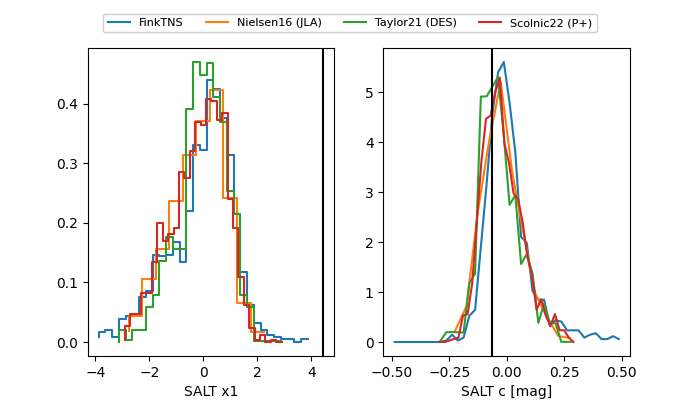 FinkTNS Nielsen16 (JLA) Taylor21 (DES) Scolnic22 (P+)
0.4
0.3
0.2
0.1
0.0
−4 −2 0 2 4
SALT x1
5
4
3
2
1
0
−0.50 −0.25 0.00 0.25 0.50
SALT c [mag]